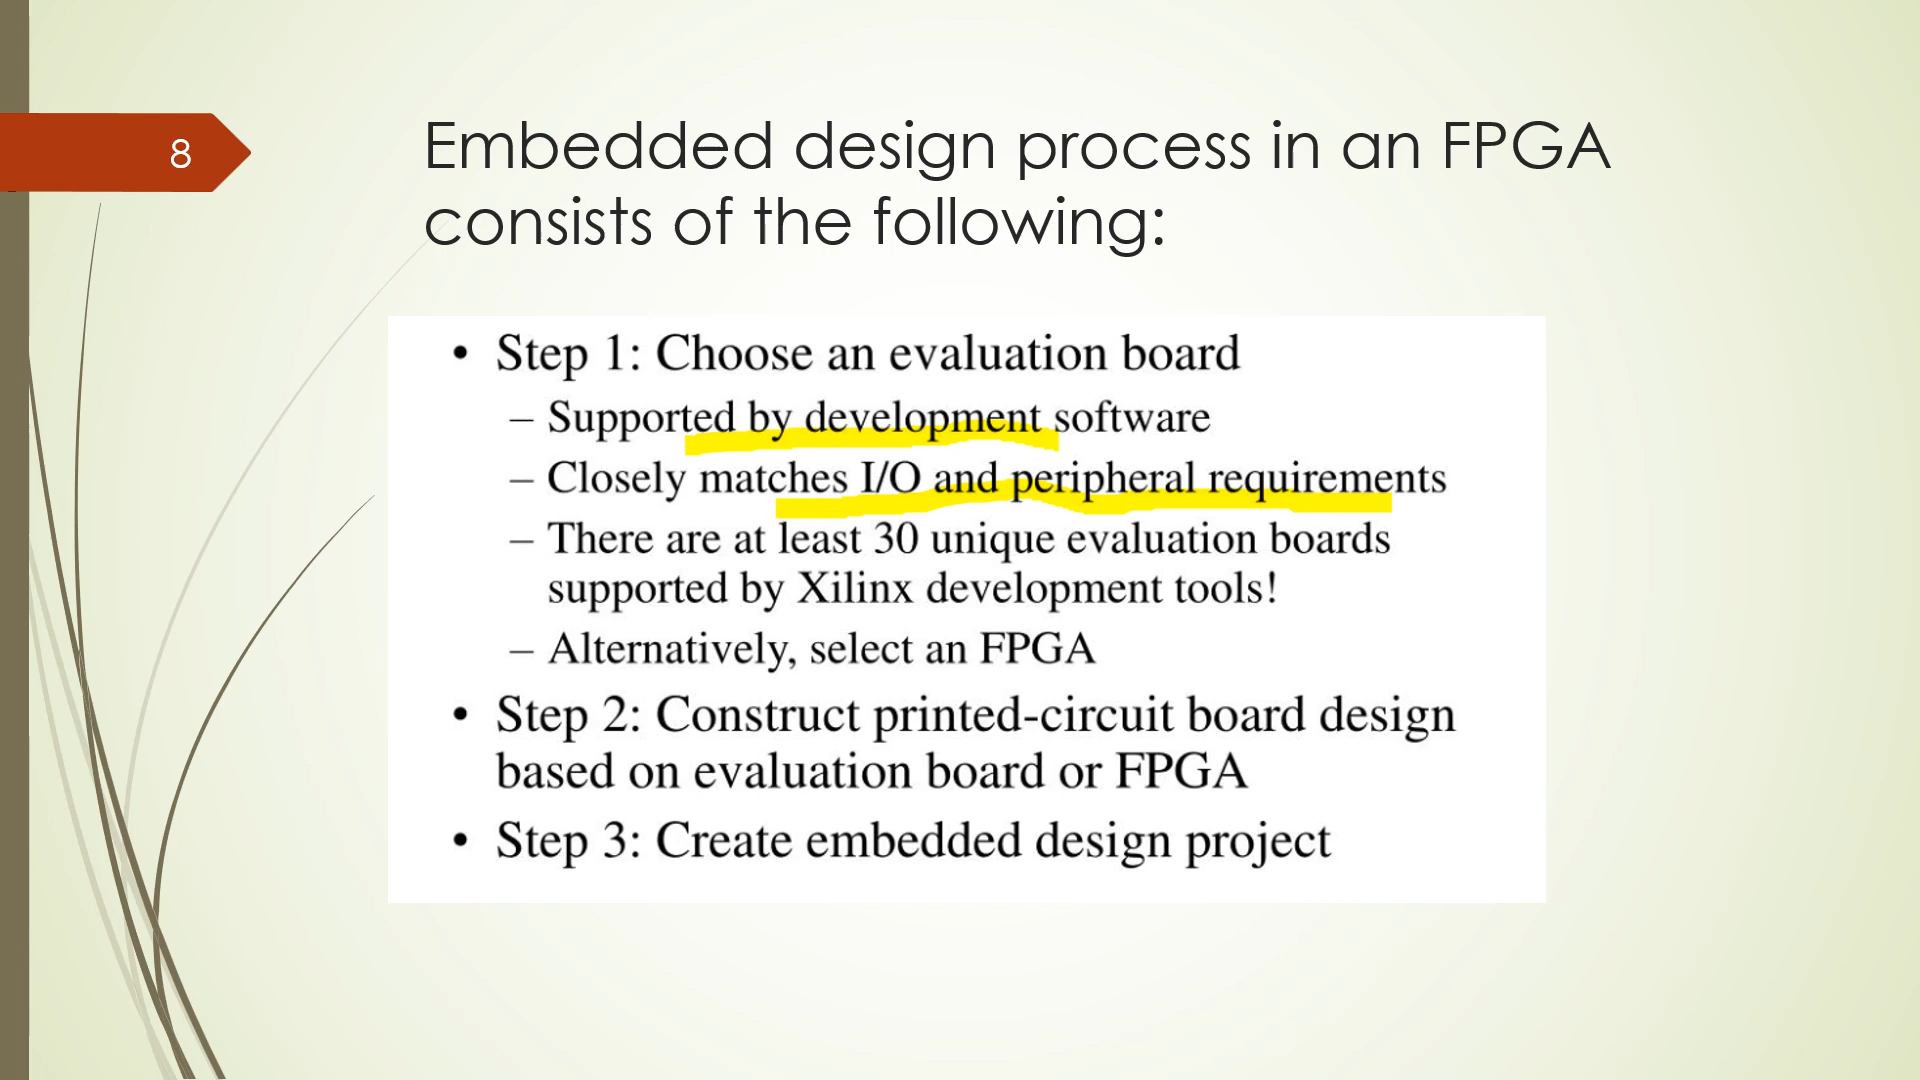 8
Embedded design process in an FPGA
consists of the following:
• Step 1: Choose an evaluation board
– Supported by development software
– Closely matches I/O and peripheral requirements
– There are at least 30 unique evaluation boards
supported by Xilinx development tools!
– Alternatively, select an FPGA
• Step 2: Construct printed-circuit board design
based on evaluation board or FPGA
• Step 3: Create embedded design project